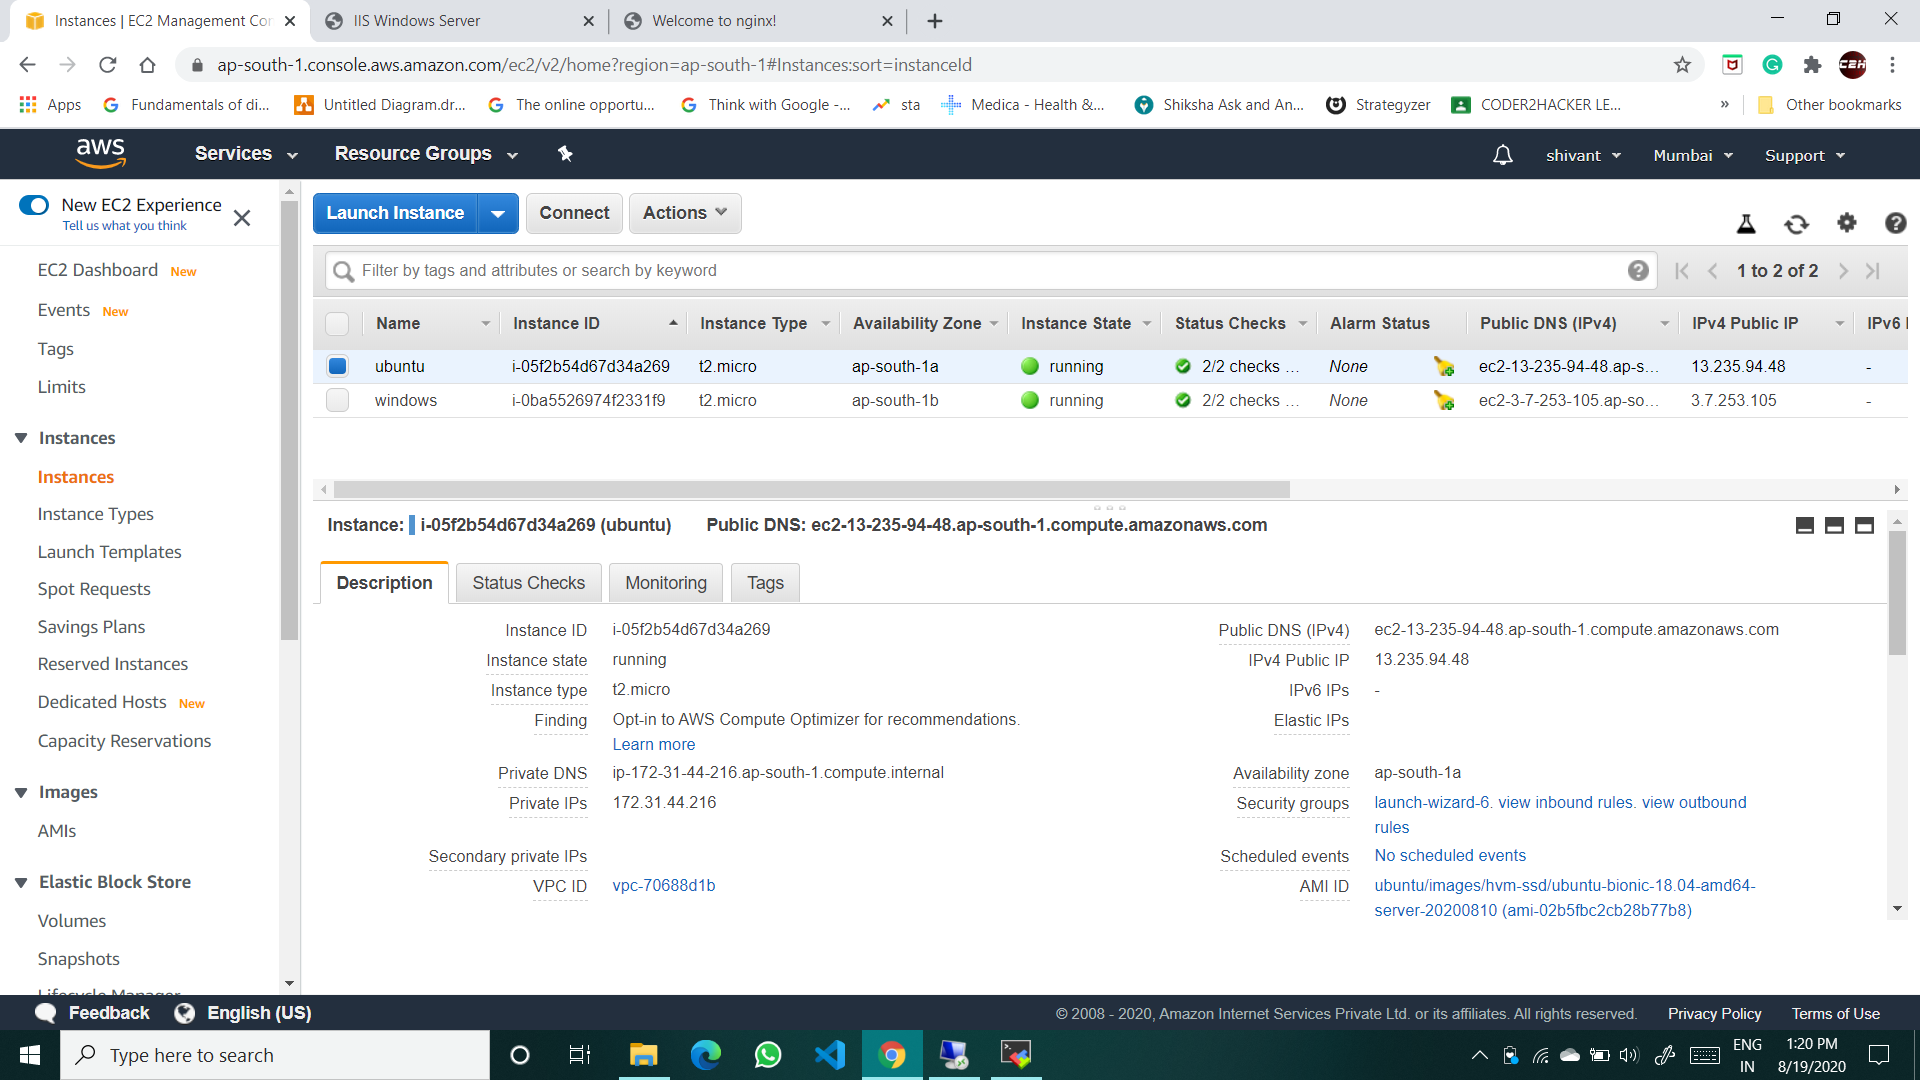 Instances | EC2 Management Con
IIS Windows Server
Welcome to nginx!
ap-south-1.console.aws.amazon.com/ec2/v2/home?region=ap-south-1#Instances:sort=instanceId
Apps
Fundamentals of di...
Untitled Diagram.dr...
The online opportu...
Think with Google -...
sta
Medica - Health &...
Shiksha Ask and An...
Strategyzer
CODER2HACKER LE...
»
Other bookmarks
aws
Services
Resource Groups
shivant
Mumbai
Support
New EC2 Experience
Tell us what you think
EC2 Dashboard New
Events New
Tags
Limits
Instances
Instances
Instance Types
Launch Templates
Spot Requests
Savings Plans
Reserved Instances
Dedicated Hosts New
Capacity Reservations
Images
AMIs
Elastic Block Store
Volumes
Snapshots
Lifecycle Manager
Launch Instance
Connect
Actions
Filter by tags and attributes or search by keyword
1 to 2 of 2
Name Instance ID Instance Type Availability Zone Instance State Status Checks Alarm Status Public DNS (IPv4) IPv4 Public IP IPv6 I
ubuntu i-05f2b54d67d34a269 t2.micro ap-south-1a running 2/2 checks ... None ec2-13-235-94-48.ap-s... 13.235.94.48 -
windows i-0ba5526974f2331f9 t2.micro ap-south-1b running 2/2 checks ... None ec2-3-7-253-105.ap-so... 3.7.253.105 -
Instance: i-05f2b54d67d34a269 (ubuntu) Public DNS: ec2-13-235-94-48.ap-south-1.compute.amazonaws.com
Description
Status Checks
Monitoring
Tags
Instance ID i-05f2b54d67d34a269
Instance state running
Instance type t2.micro
Finding Opt-in to AWS Compute Optimizer for recommendations.
Learn more
Private DNS ip-172-31-44-216.ap-south-1.compute.internal
Private IPs 172.31.44.216
Secondary private IPs
VPC ID vpc-70688d1b
Public DNS (IPv4) ec2-13-235-94-48.ap-south-1.compute.amazonaws.com
IPv4 Public IP 13.235.94.48
IPv6 IPs -
Elastic IPs
Availability zone ap-south-1a
Security groups launch-wizard-6. view inbound rules. view outbound
rules
Scheduled events No scheduled events
AMI ID ubuntu/images/hvm-ssd/ubuntu-bionic-18.04-amd64-
server-20200810 (ami-02b5fbc2cb28b77b8)
Feedback
English (US)
© 2008 - 2020, Amazon Internet Services Private Ltd. or its affiliates. All rights reserved.
Privacy Policy
Terms of Use
Type here to search
ENG
IN
1:20 PM
8/19/2020